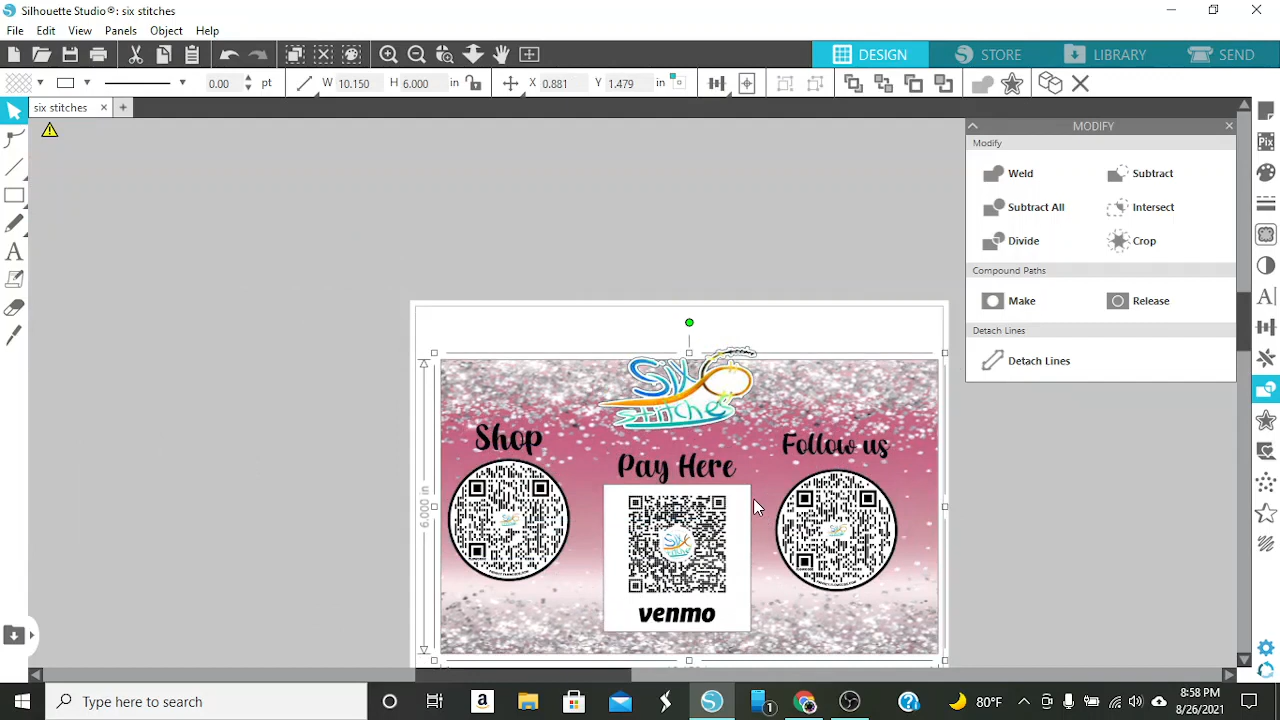 Silhouette Studio®: six stitches
File Edit View Panels Object Help
DESIGN STORE LIBRARY SEND
0.00 pt W 10.150 H 6.000 in X 0.881 Y 1.479 in
six stitches
MODIFY
Modify
Weld Subtract
Subtract All Intersect
Divide Crop
Compound Paths
Make Release
Detach Lines
Detach Lines
Six
Stitches
Shop
Pay Here
Follow us
6.000 in
venmo
Type here to search
80°F
8:58 PM
8/26/2021